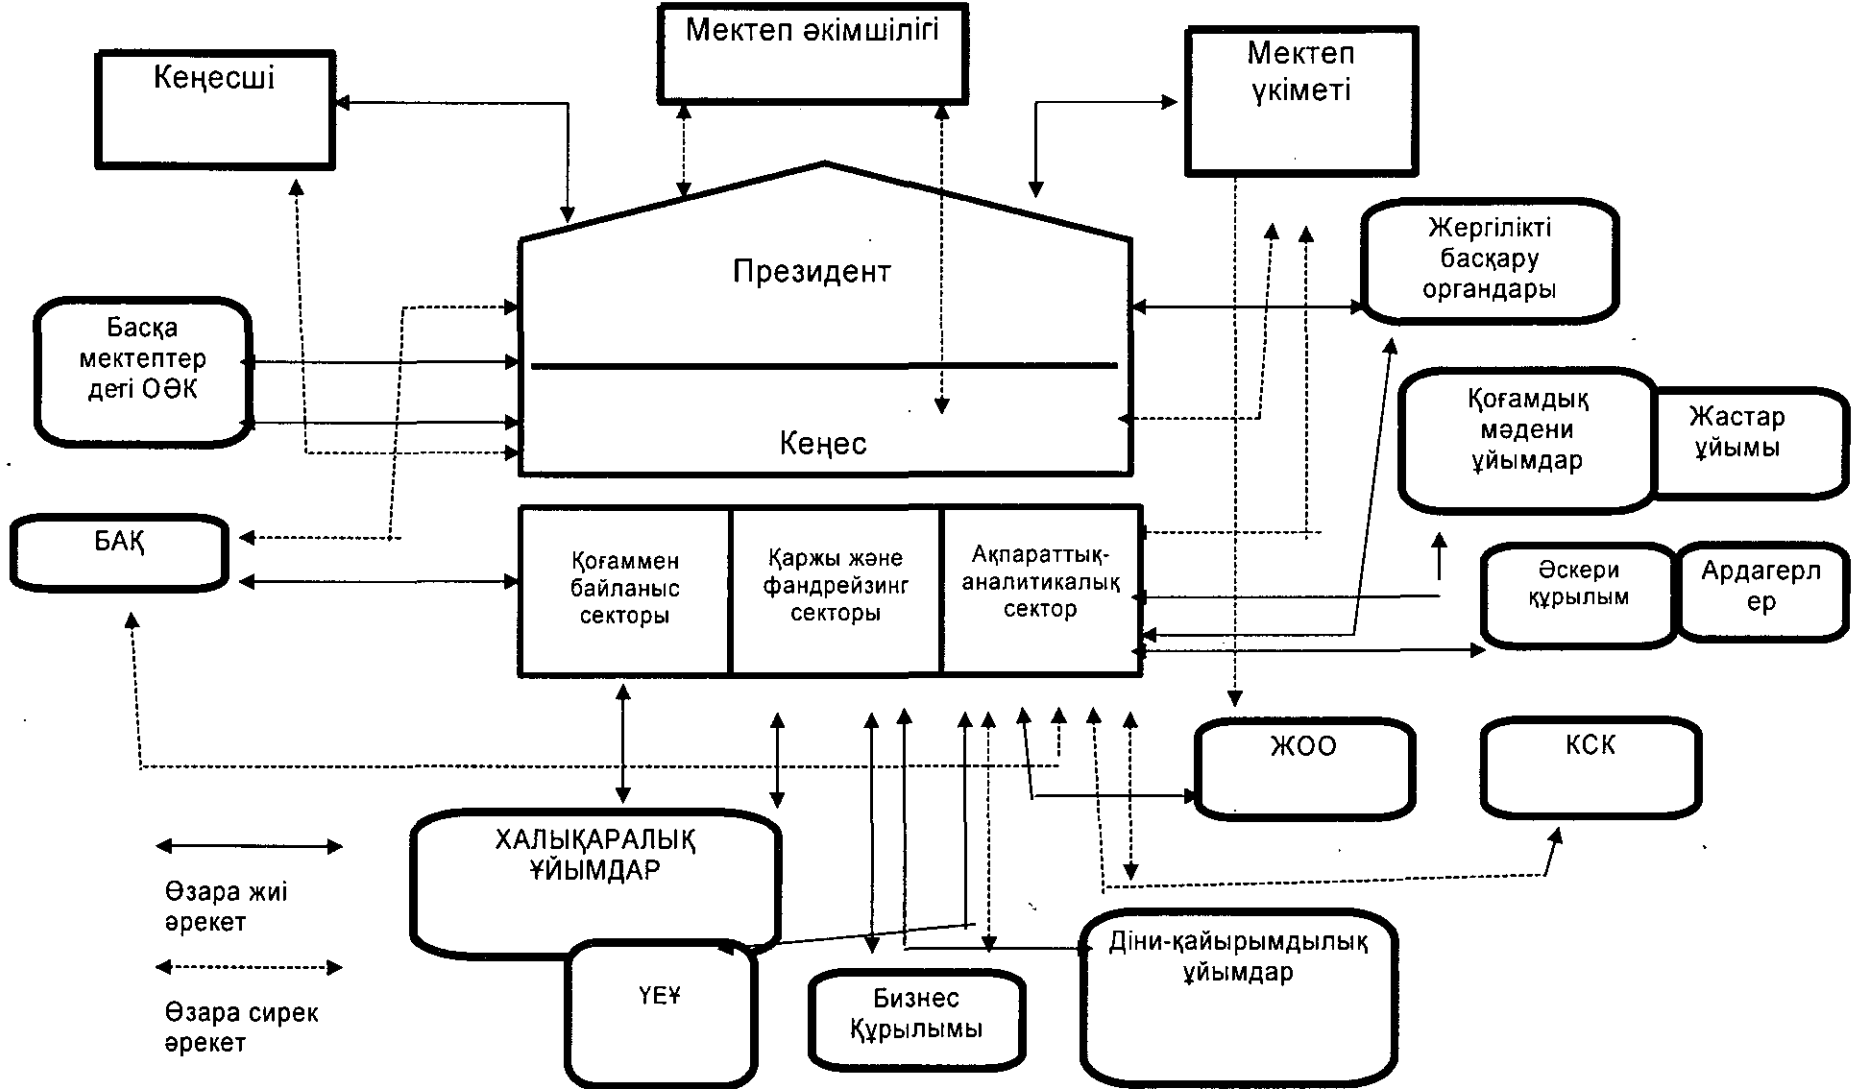 Мектеп әкімшілігі
Кеңесші
Мектеп
үкіметі
Жергілікті
басқару
органдары
Президент
Басқа
мектептер
дегі ОӘК
Қоғамдық
мәдени
ұйымдар
Жастар
ұйымы
Кеңес
БАҚ
Қоғаммен
байланыс
секторы
Қаржы және
фандрейзинг
секторы
Ақпараттық-
аналитикалық
сектор
Әскери
құрылым
Ардагерл
ер
ЖОО
КСК
ХАЛЫҚАРАЛЫҚ
ҰЙЫМДАР
Өзара жиі
әрекет
Өзара сирек
әрекет
ҮЕҰ
Бизнес
Құрылымы
Діни-қайырымдылық
ұйымдар